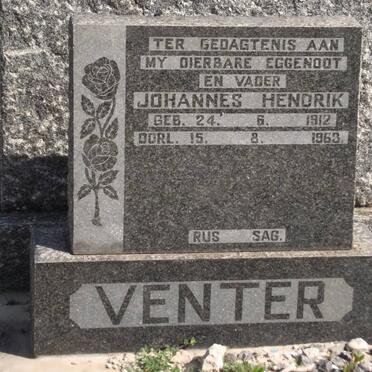 TER GEDAGTENIS AAN
MY DIERBARE EGGENOOT
EN VADER
JOHANNES HENDRIK
GEB. 24. 6. 1912.
OORL. 15. 8. 1963.
RUS SAG.
VENTER